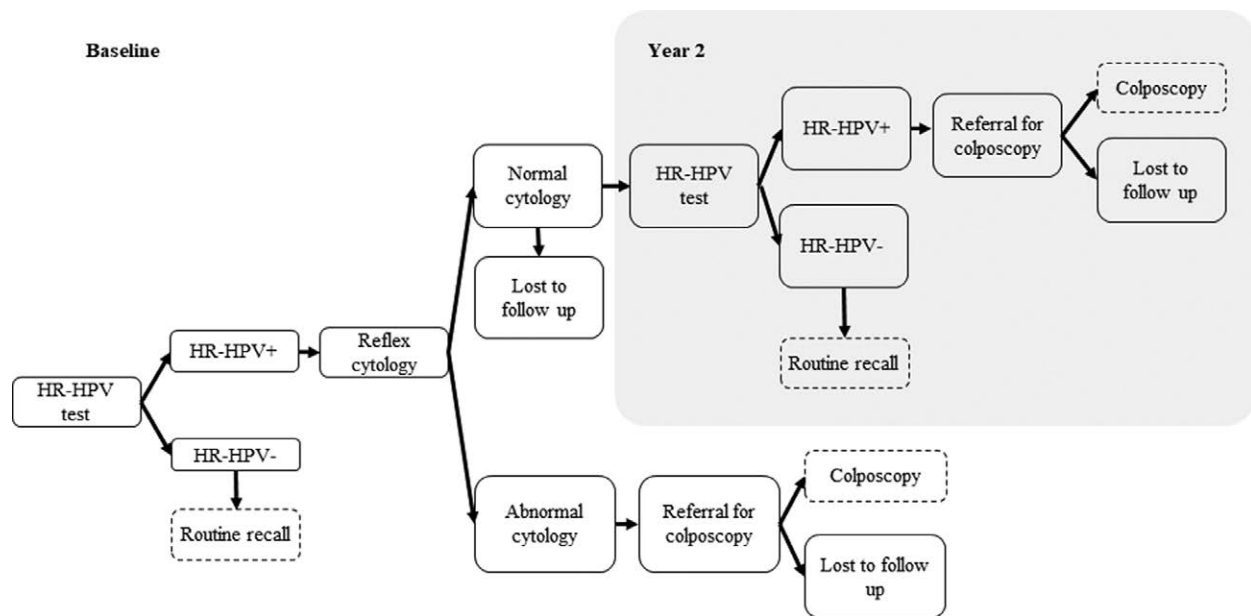 Baseline
Year 2
HR-HPV
test
HR-HPV+
HR-HPV-
Routine recall
Reflex
cytology
Normal
cytology
Lost to
follow up
HR-HPV
test
HR-HPV+
HR-HPV-
Routine recall
Referral for
colposcopy
Colposcopy
Lost to
follow up
Abnormal
cytology
Referral for
colposcopy
Colposcopy
Lost to follow
up